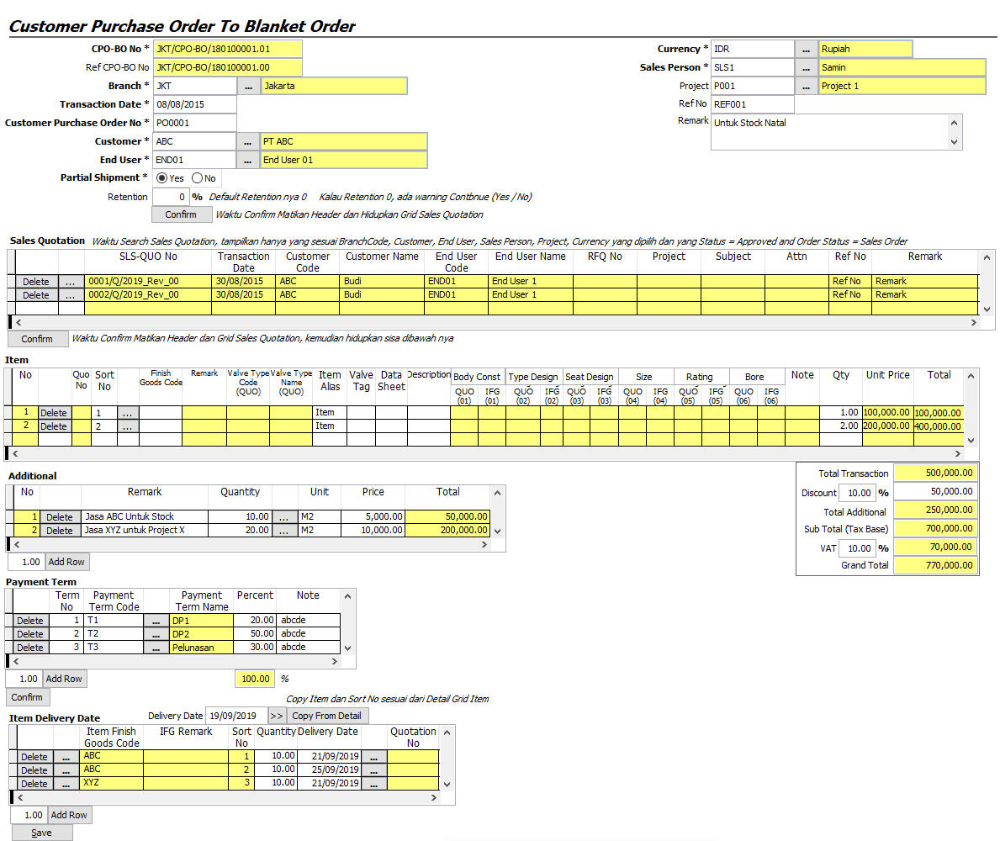 Customer Purchase Order To Blanket Order
CPO-BO No * JKT/CPO-BO/180100001.01
Ref CPO-BO No JKT/CPO-BO/180100001.00
Branch * JKT ... Jakarta
Transaction Date * 08/08/2015
Customer Purchase Order No * PO0001
Customer * ABC ... PT ABC
End User * END01 ... End User 01
Partial Shipment * Yes No
Retention 0 % Default Retention nya 0 Kalau Retention 0, ada warning Contbnue (Yes / No)
Confirm Waktu Confirm Matikan Header dan Hidupkan Grid Sales Quotation
Currency * IDR ... Rupiah
Sales Person * SLS1 ... Samin
Project P001 ... Project 1
Ref No REF001
Remark Untuk Stock Natal
Sales Quotation Waktu Search Sales Quotation, tampilkan hanya yang sesuai BranchCode, Customer, End User, Sales Person, Project, Currency yang dipilih dan yang Status = Approved and Order Status = Sales Order
SLS-QUO No Transaction Date Customer Code Customer Name End User Code End User Name RFQ No Project Subject Attn Ref No Remark
Delete ... 0001/Q/2019_Rev_00 30/08/2015 ABC Budi END01 End User 1 Ref No Remark
Delete ... 0002/Q/2019_Rev_00 30/08/2015 ABC Budi END01 End User 1 Ref No Remark
Confirm Waktu Confirm Matikan Header dan Grid Sales Quotation, kemudian hidupkan sisa dibawah nya
Item
No Quo No Sort No Finish Goods Code Remark Valve Type Code (QUO) Valve Type Name (QUO) Item Alias Valve Tag Data Sheet Description Body Const Type Design Seat Design Size Rating Bore Note Qty Unit Price Total
QUO (01) IFG (01) QUO (02) IFG (02) QUO (03) IFG (03) QUO (04) IFG (04) QUO (05) IFG (05) QUO (06) IFG (06)
1 Delete 1 ... Item 1.00 100,000.00 100,000.00
2 Delete 2 ... Item 2.00 200,000.00 400,000.00
Additional
No Remark Quantity Unit Price Total
1 Delete Jasa ABC Untuk Stock 10.00 ... M2 5,000.00 50,000.00
2 Delete Jasa XYZ untuk Project X 20.00 ... M2 10,000.00 200,000.00
1.00 Add Row
Total Transaction 500,000.00
Discount 10.00 % 50,000.00
Total Additional 250,000.00
Sub Total (Tax Base) 700,000.00
VAT 10.00 % 70,000.00
Grand Total 770,000.00
Payment Term
Term No Payment Term Code Payment Term Name Percent Note
Delete 1 T1 ... DP1 20.00 abcde
Delete 2 T2 ... DP2 50.00 abcde
Delete 3 T3 ... Pelunasan 30.00 abcde
1.00 Add Row 100.00 %
Confirm
Copy Item dan Sort No sesuai dari Detail Grid Item
Item Delivery Date Delivery Date 19/09/2019 >> Copy From Detail
Item Finish Goods Code IFG Remark Sort No Quantity Delivery Date Quotation No
Delete ... ABC 1 10.00 21/09/2019 ...
Delete ... ABC 2 10.00 25/09/2019 ...
Delete ... XYZ 3 10.00 21/09/2019 ...
1.00 Add Row
Save